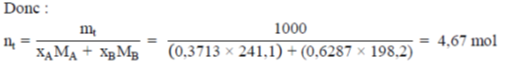 Donc :
n_t = m_t / (x_A M_A + x_B M_B) = 1000 / ((0,3713 × 241,1) + (0,6287 × 198,2)) = 4,67 mol